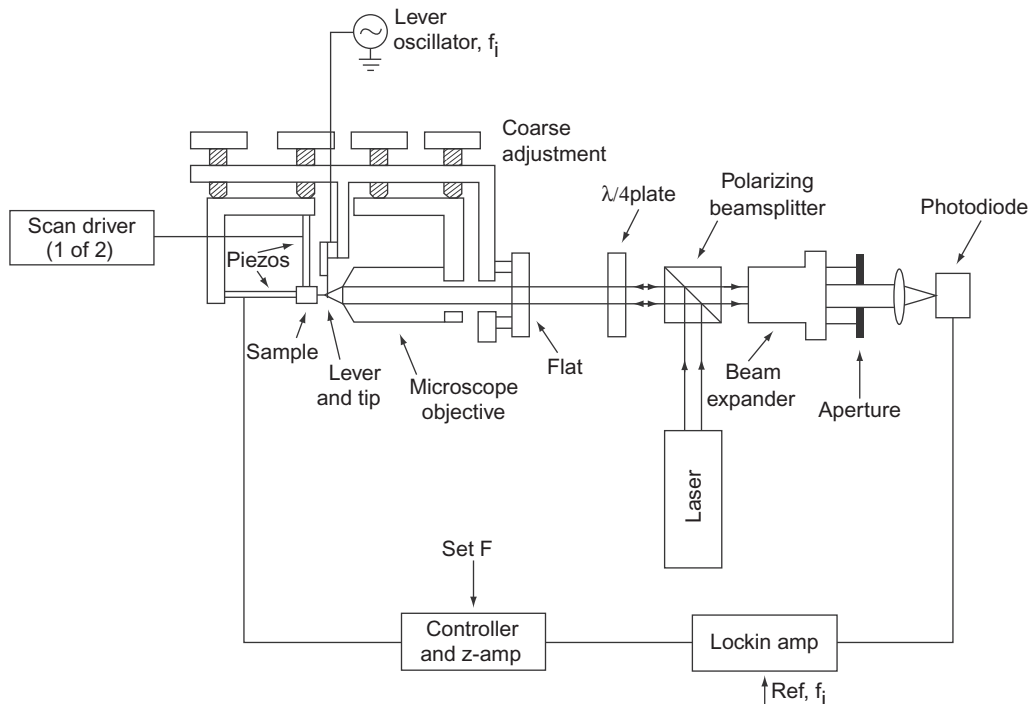 Lever
oscillator, fi
Coarse
adjustment
λ/4plate
Polarizing
beamsplitter
Photodiode
Scan driver
(1 of 2)
Piezos
Sample
Lever
and tip
Microscope
objective
Flat
Beam
expander
Aperture
Laser
Set F
Controller
and z-amp
Lockin amp
Ref, fi